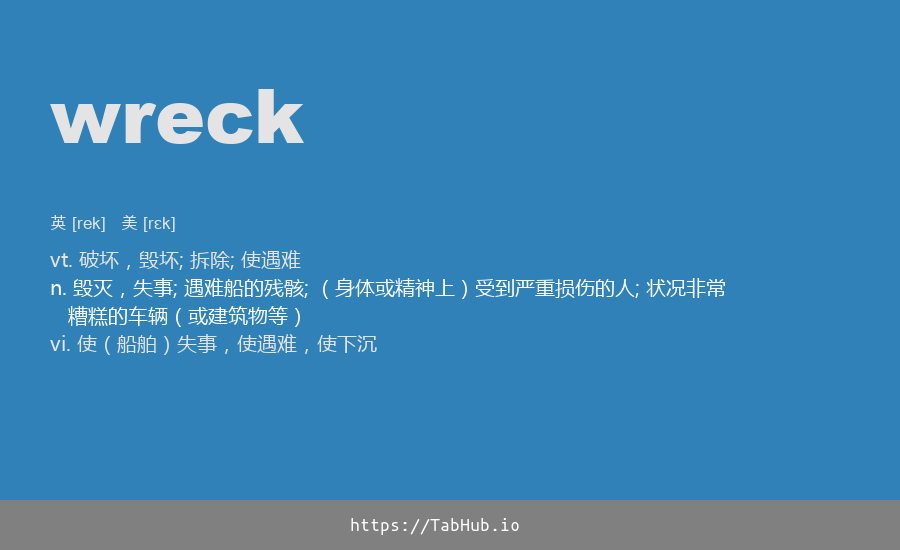 wreck
英 [rek] 美 [rɛk]
vt. 破坏，毁坏; 拆除; 使遇难
n. 毁灭，失事; 遇难船的残骸; （身体或精神上）受到严重损伤的人; 状况非常
糟糕的车辆（或建筑物等）
vi. 使（船舶）失事，使遇难，使下沉
https://TabHub.io